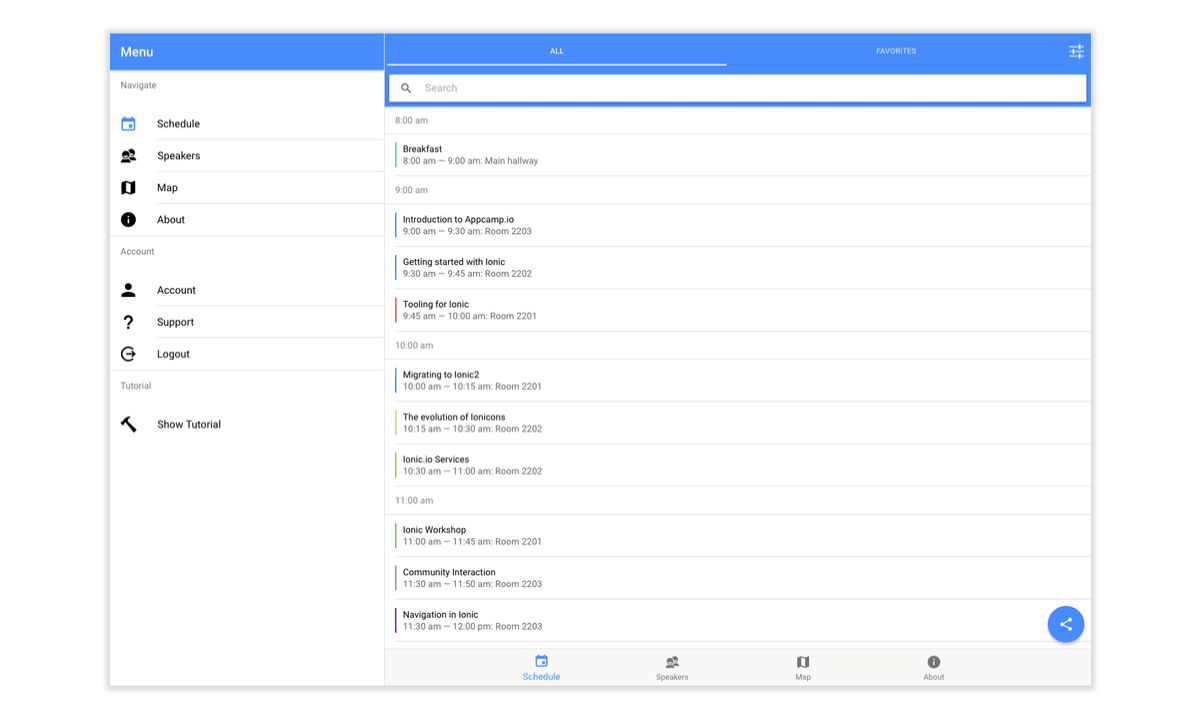 Menu
Navigate
Schedule
Speakers
Map
About
Account
Account
Support
Logout
Tutorial
Show Tutorial
ALL
FAVORITES
Search
8:00 am
Breakfast
8:00 am — 9:00 am: Main hallway
9:00 am
Introduction to Appcamp.io
9:00 am — 9:30 am: Room 2203
Getting started with Ionic
9:30 am — 9:45 am: Room 2202
Tooling for Ionic
9:45 am — 10:00 am: Room 2201
10:00 am
Migrating to Ionic2
10:00 am — 10:15 am: Room 2201
The evolution of Ionicons
10:15 am — 10:30 am: Room 2202
Ionic.io Services
10:30 am — 11:00 am: Room 2202
11:00 am
Ionic Workshop
11:00 am — 11:45 am: Room 2201
Community Interaction
11:30 am — 11:50 am: Room 2203
Navigation in Ionic
11:30 am — 12:00 pm: Room 2203
Schedule
Speakers
Map
About